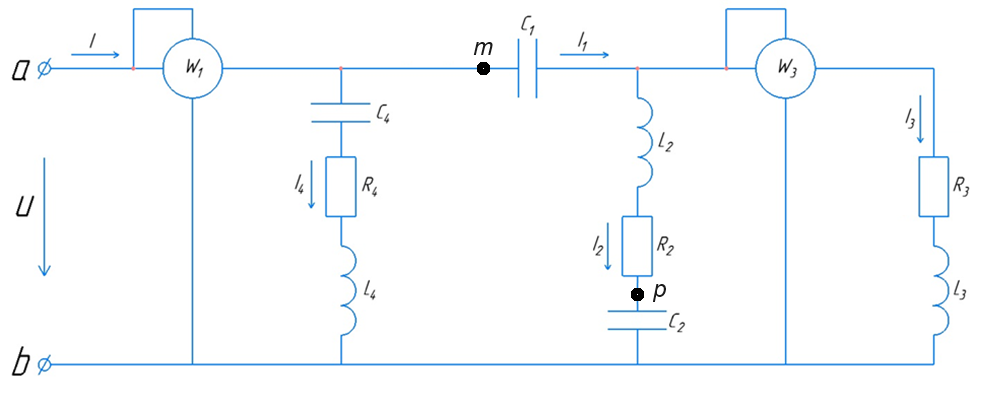 I
W₁
m
C₁
I₁
W₃
a
C₄
I₃
L₂
U
I₄
R₄
R₃
I₂
R₂
L₄
p
L₃
C₂
b